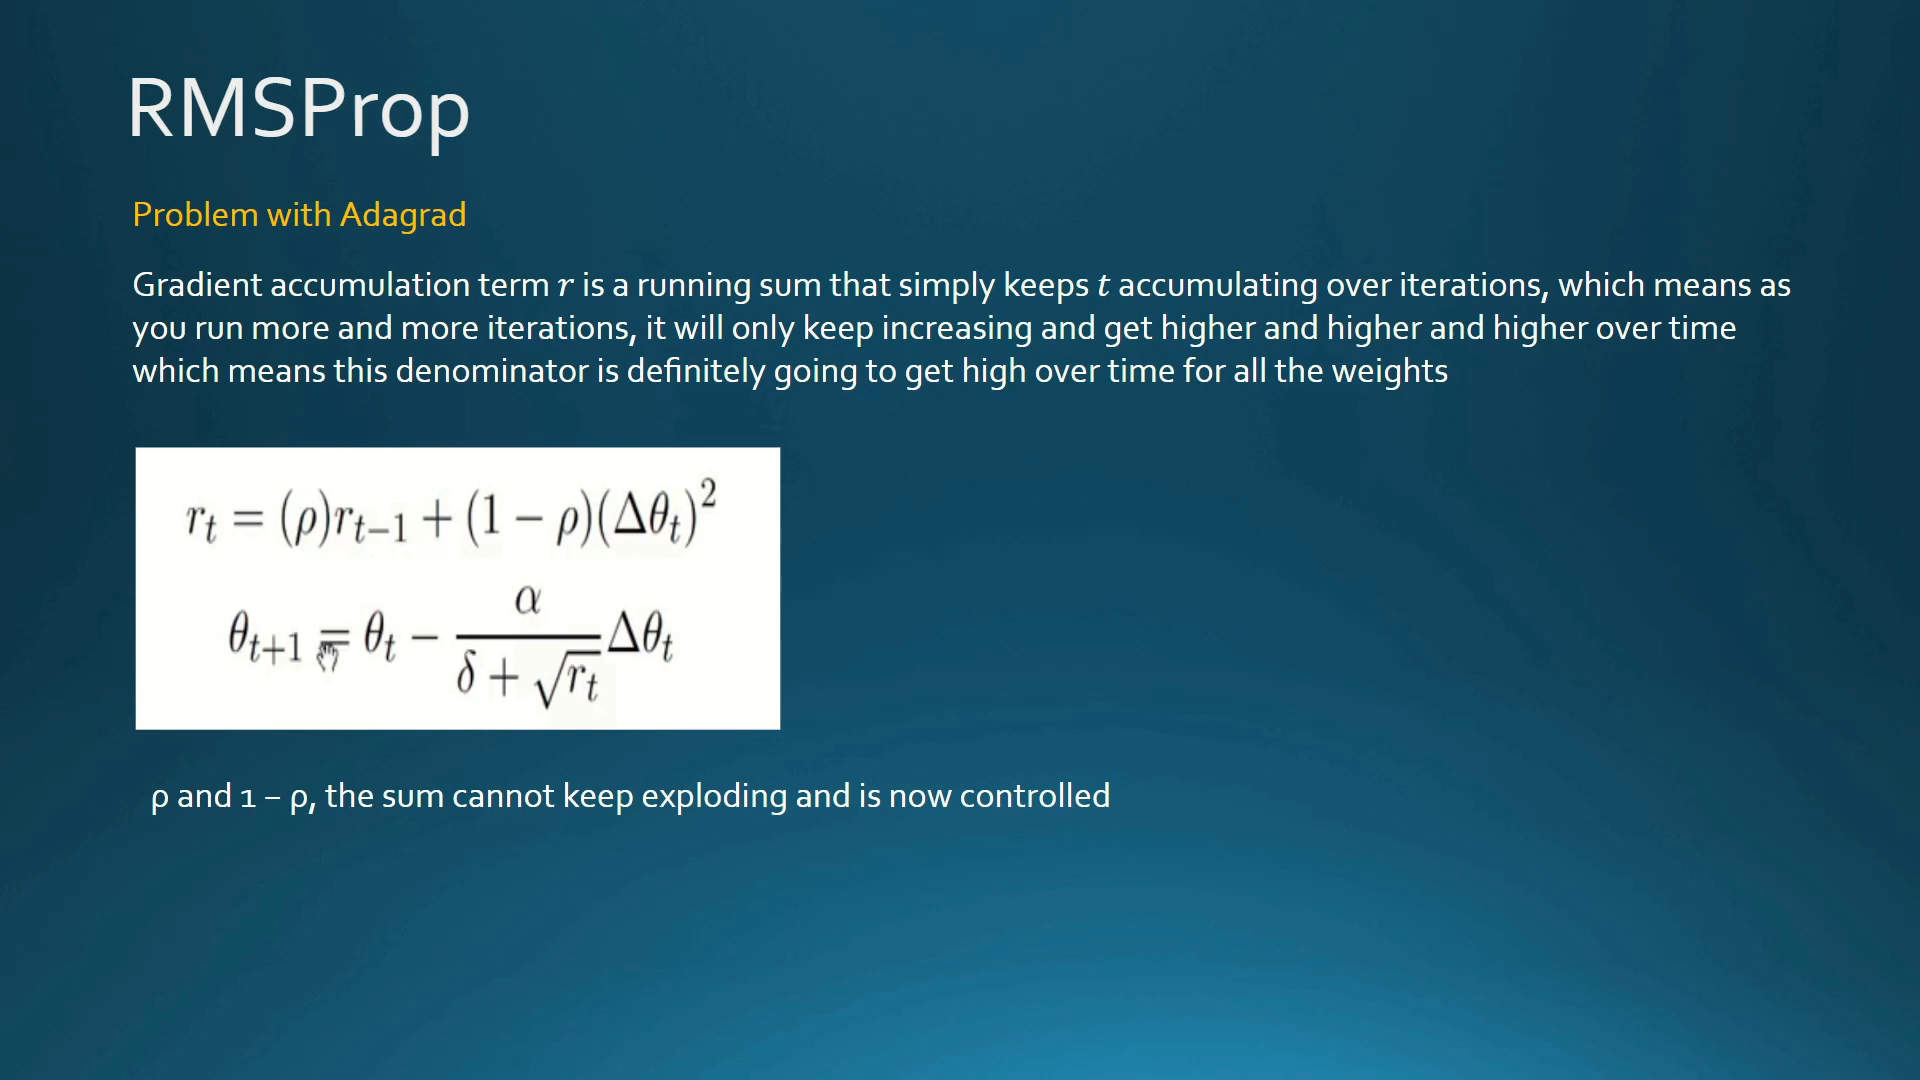 RMSProp
Problem with Adagrad
Gradient accumulation term r is a running sum that simply keeps t accumulating over iterations, which means as
you run more and more iterations, it will only keep increasing and get higher and higher and higher over time
which means this denominator is definitely going to get high over time for all the weights
r_t = (ρ)r_{t−1} + (1 − ρ)(Δθ_t)^2
θ_{t+1} = θ_t − \frac{α}{δ + \sqrt{r_t}} Δθ_t
ρ and 1 – ρ, the sum cannot keep exploding and is now controlled